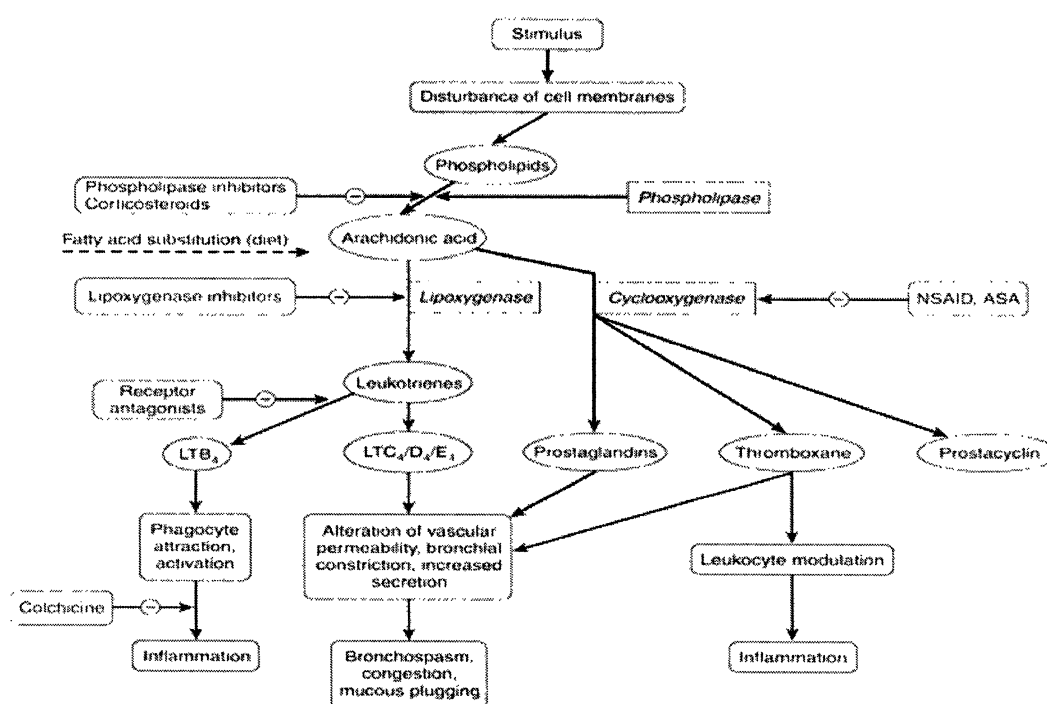 Stimulus
Disturbance of cell membranes
Phospholipids
Phospholipase inhibitors
Corticosteroids
Phospholipase
Arachidonic acid
Fatty acid substitution (diet)
Lipoxygenase inhibitors
Lipoxygenase
Cyclooxygenase
NSAID, ASA
Leukotrienes
Receptor
antagonists
LTB4
LTC4/D4/E4
Prostaglandins
Thromboxane
Prostacyclin
Phagocyte
attraction,
activation
Alteration of vascular
permeability, bronchial
constriction, increased
secretion
Leukocyte modulation
Colchicine
Inflammation
Bronchospasm,
congestion,
mucous plugging
Inflammation